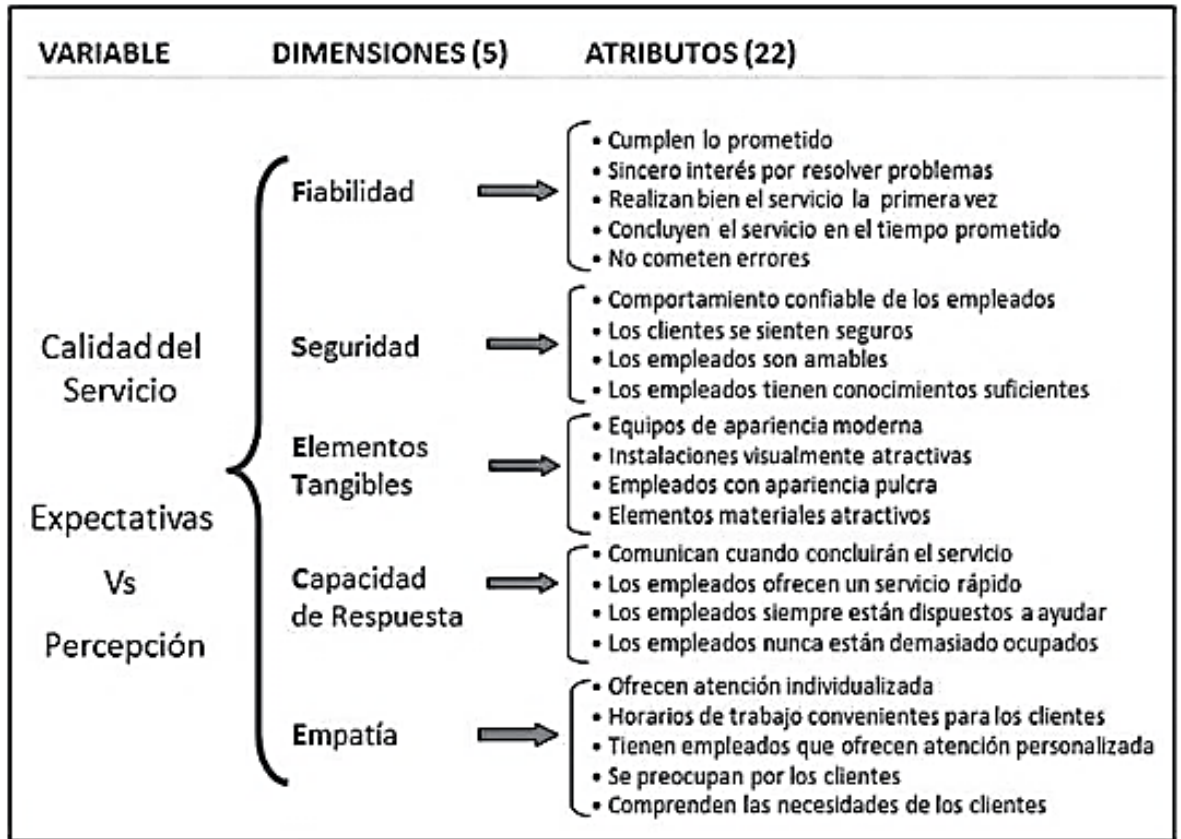 VARIABLE DIMENSIONES (5) ATRIBUTOS (22)
Calidad del
Servicio
Expectativas
Vs
Percepción
Fiabilidad
• Cumplen lo prometido
• Sincero interés por resolver problemas
• Realizan bien el servicio la primera vez
• Concluyen el servicio en el tiempo prometido
• No cometen errores
Seguridad
• Comportamiento confiable de los empleados
• Los clientes se sienten seguros
• Los empleados son amables
• Los empleados tienen conocimientos suficientes
Elementos
Tangibles
• Equipos de apariencia moderna
• Instalaciones visualmente atractivas
• Empleados con apariencia pulcra
• Elementos materiales atractivos
Capacidad
de Respuesta
• Comunican cuando concluirán el servicio
• Los empleados ofrecen un servicio rápido
• Los empleados siempre están dispuestos a ayudar
• Los empleados nunca están demasiado ocupados
Empatía
• Ofrecen atención individualizada
• Horarios de trabajo convenientes para los clientes
• Tienen empleados que ofrecen atención personalizada
• Se preocupan por los clientes
• Comprenden las necesidades de los clientes